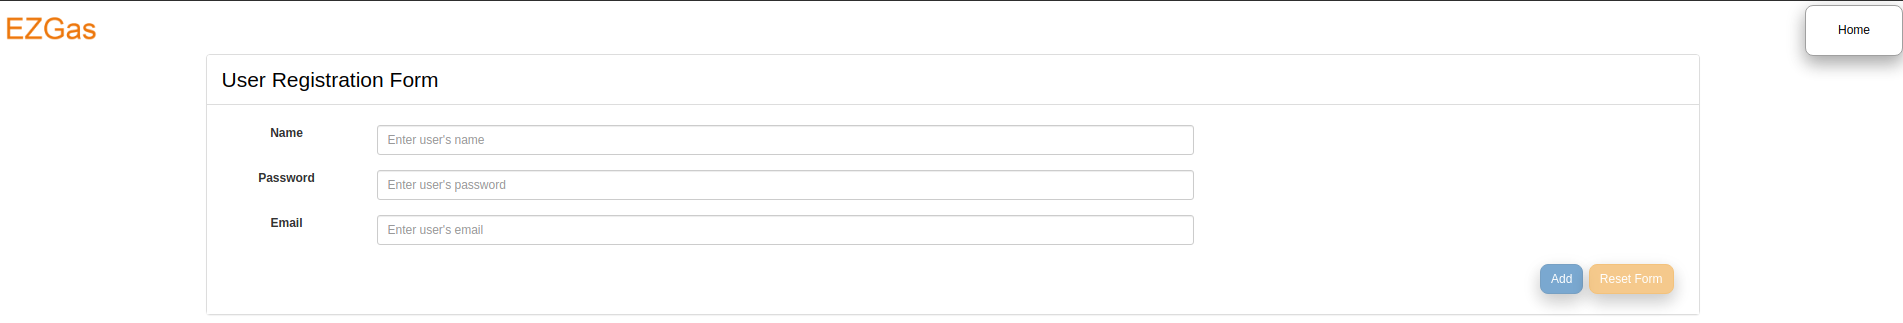 EZGas
Home
User Registration Form
Name
Enter user's name
Password
Enter user's password
Email
Enter user's email
Add
Reset Form